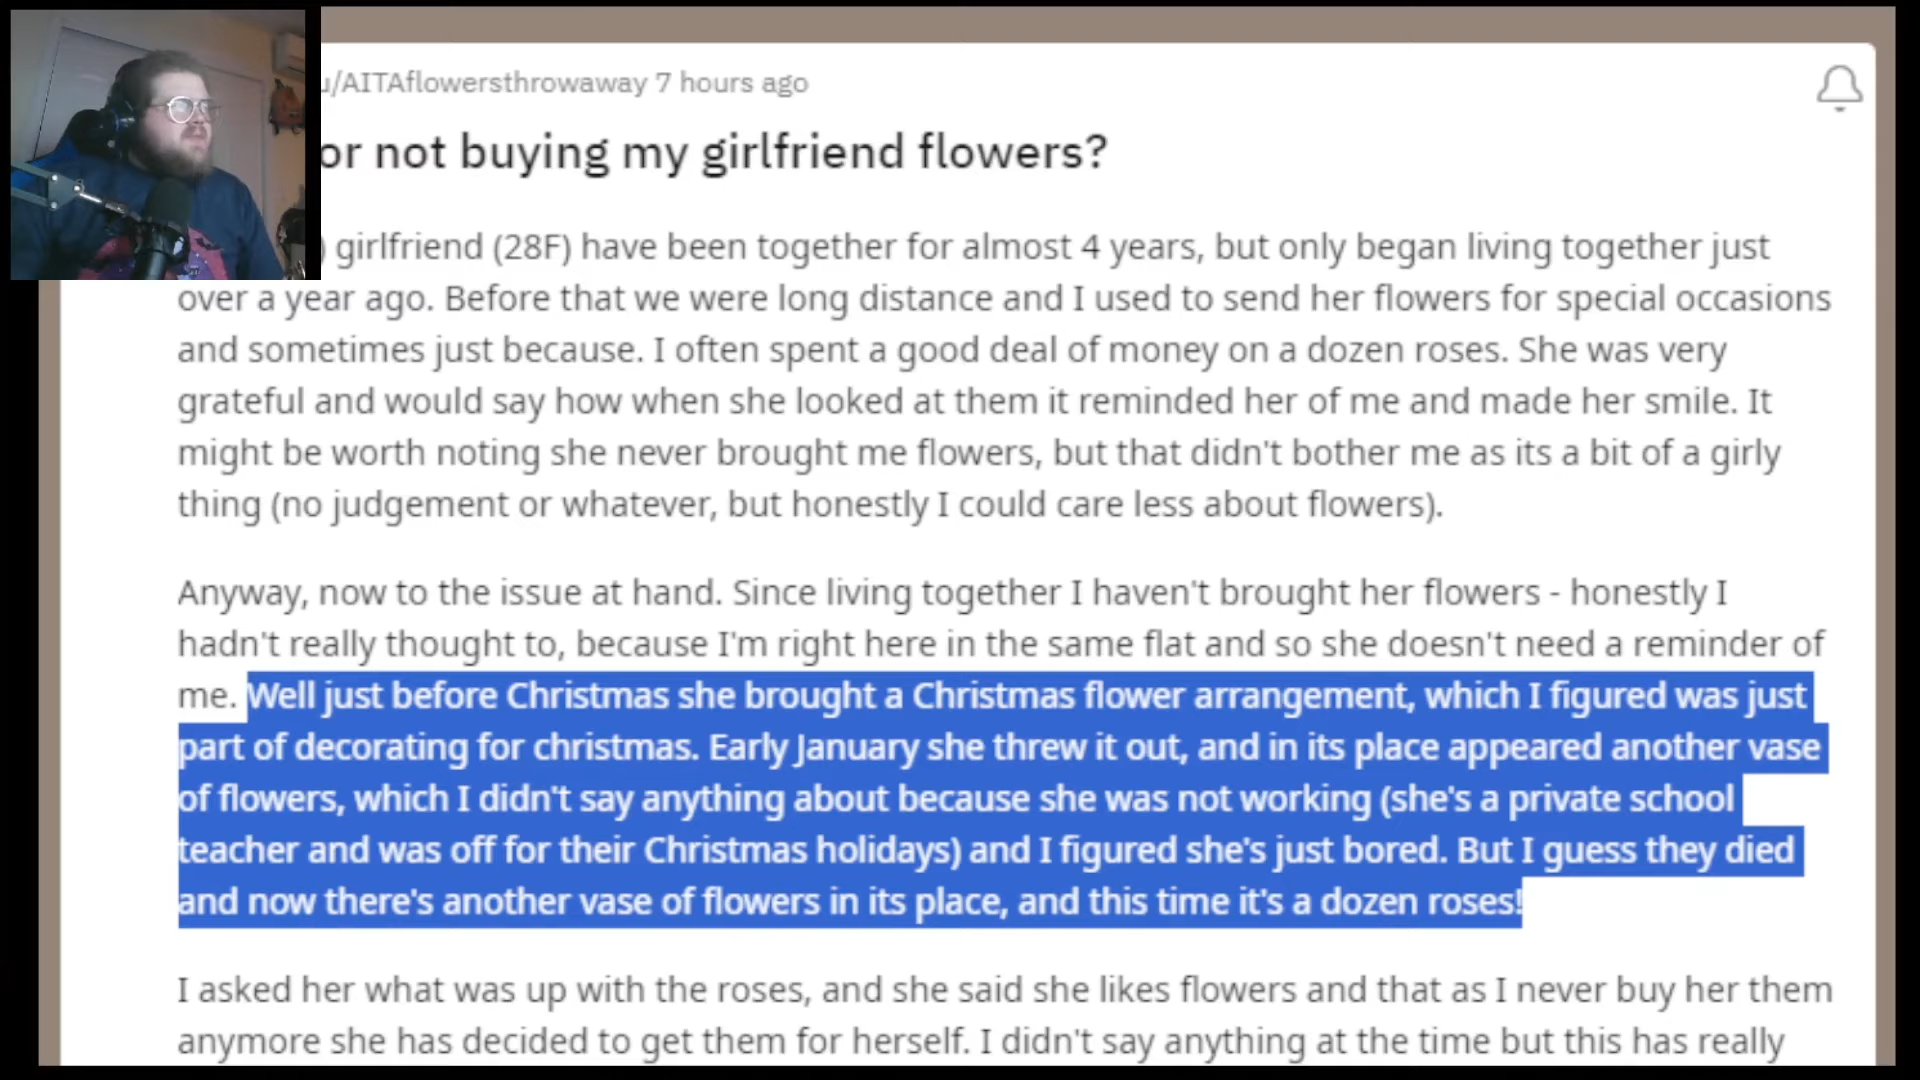 u/AITAflowersthrowaway 7 hours ago
or not buying my girlfriend flowers?
) girlfriend (28F) have been together for almost 4 years, but only began living together just
over a year ago. Before that we were long distance and I used to send her flowers for special occasions
and sometimes just because. I often spent a good deal of money on a dozen roses. She was very
grateful and would say how when she looked at them it reminded her of me and made her smile. It
might be worth noting she never brought me flowers, but that didn't bother me as its a bit of a girly
thing (no judgement or whatever, but honestly I could care less about flowers).
Anyway, now to the issue at hand. Since living together I haven't brought her flowers - honestly I
hadn't really thought to, because I'm right here in the same flat and so she doesn't need a reminder of
me. Well just before Christmas she brought a Christmas flower arrangement, which I figured was just
part of decorating for christmas. Early January she threw it out, and in its place appeared another vase
of flowers, which I didn't say anything about because she was not working (she's a private school
teacher and was off for their Christmas holidays) and I figured she's just bored. But I guess they died
and now there's another vase of flowers in its place, and this time it's a dozen roses!
I asked her what was up with the roses, and she said she likes flowers and that as I never buy her them
anymore she has decided to get them for herself. I didn't say anything at the time but this has really